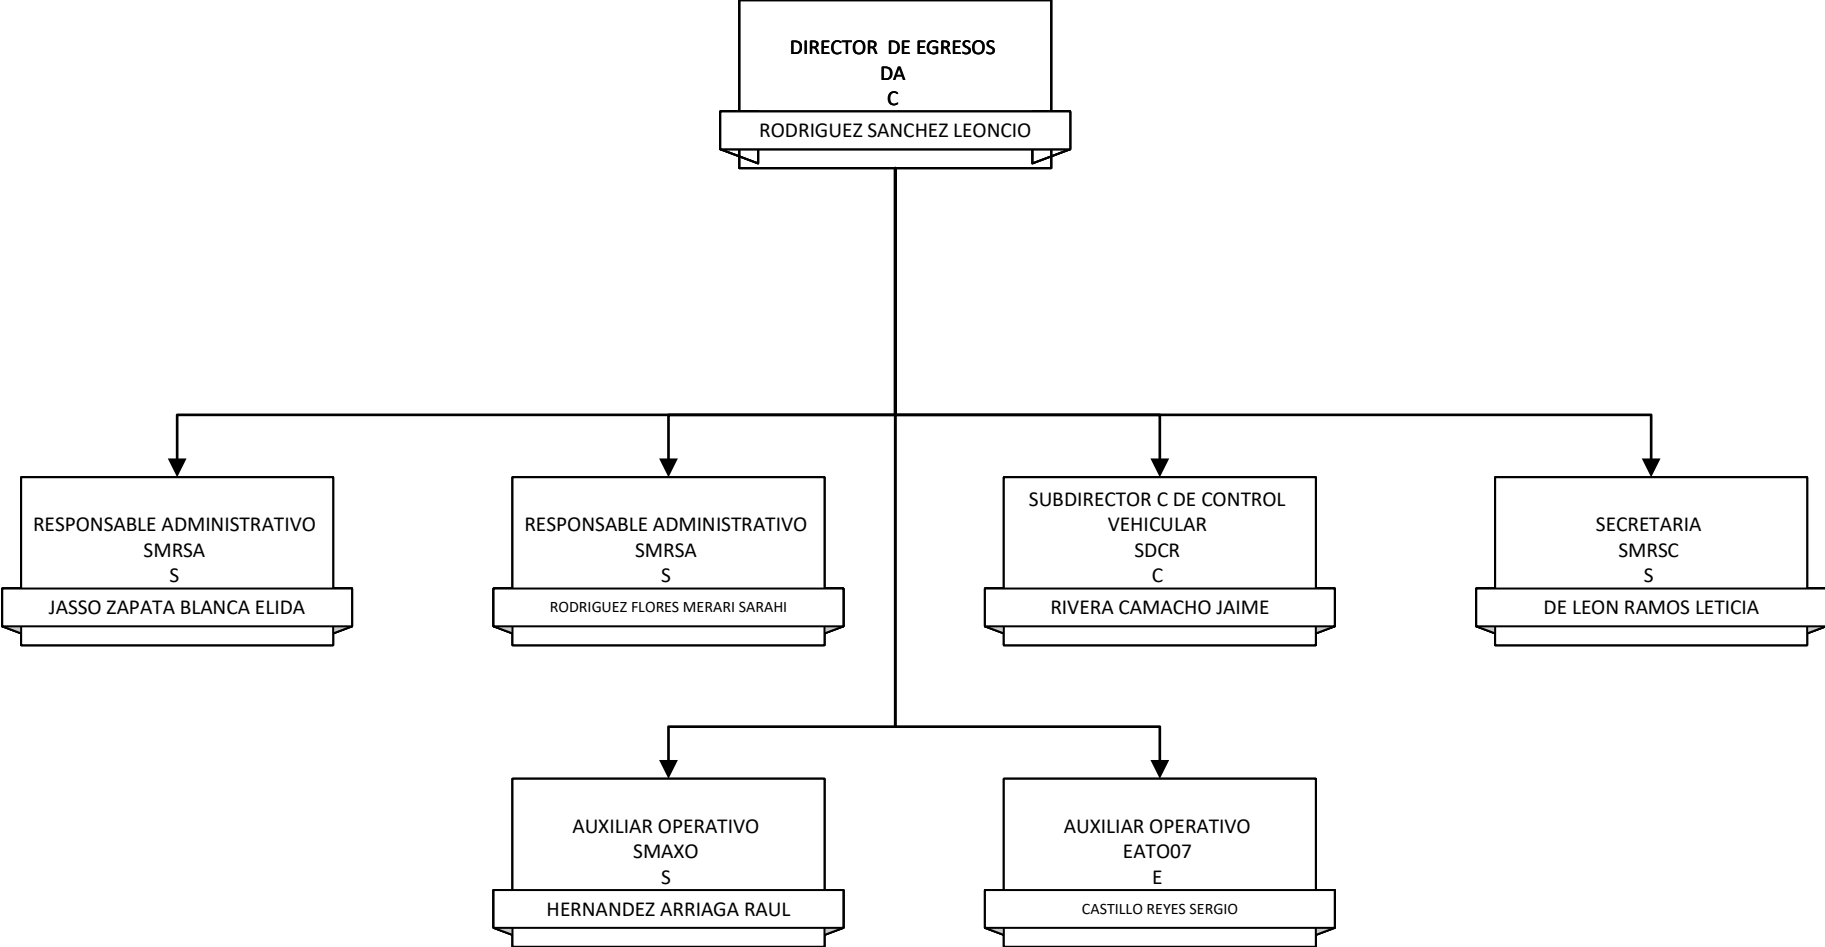 DIRECTOR  DE EGRESOS
DA
C
RODRIGUEZ SANCHEZ LEONCIO
RESPONSABLE ADMINISTRATIVO
SMRSA
S
JASSO ZAPATA BLANCA ELIDA
RESPONSABLE ADMINISTRATIVO
SMRSA
S
RODRIGUEZ FLORES MERARI SARAHI
SUBDIRECTOR C DE CONTROL
VEHICULAR
SDCR
C
RIVERA CAMACHO JAIME
SECRETARIA
SMRSC
S
DE LEON RAMOS LETICIA
AUXILIAR OPERATIVO
SMAXO
S
HERNANDEZ ARRIAGA RAUL
AUXILIAR OPERATIVO
EATO07
E
CASTILLO REYES SERGIO